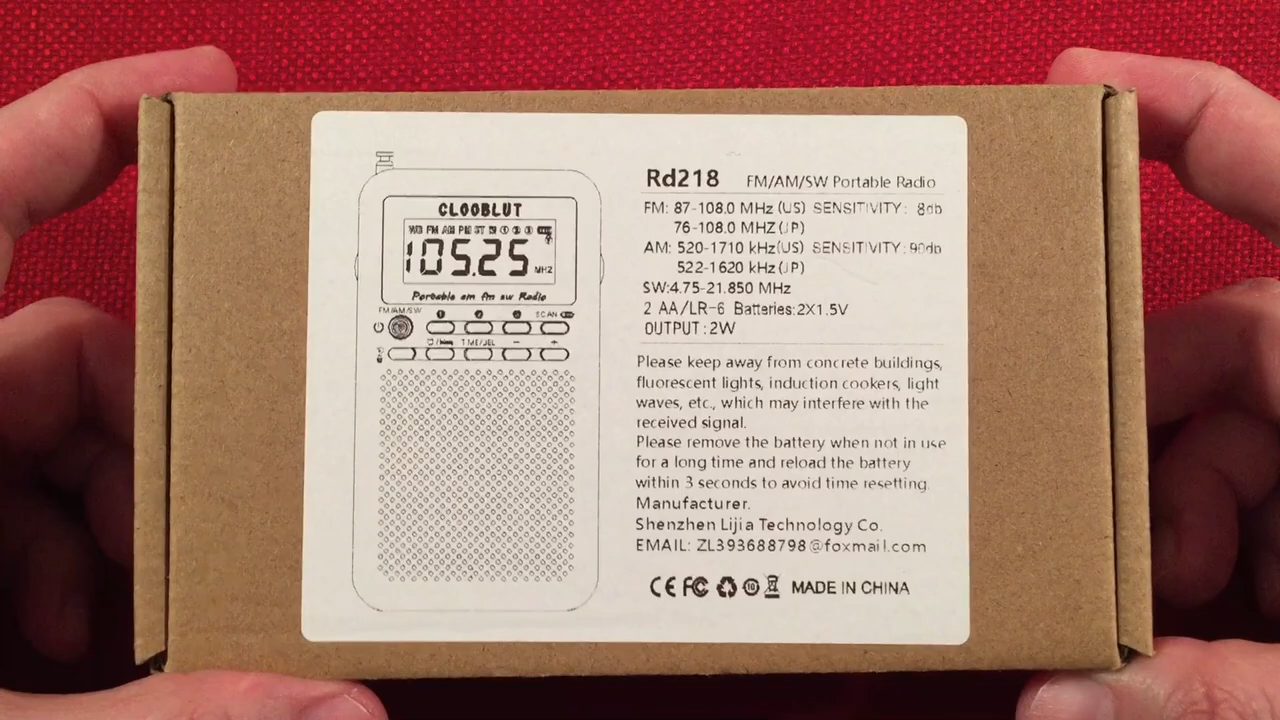 CLOOBLUT
105.25 MHZ
Portable am fm sw Radio
FM/AM/SW
SCAN
TIME/DEL
- +
Rd218 FM/AM/SW Portable Radio
FM: 87-108.0 MHz (US) SENSITIVITY: 8db
76-108.0 MHZ (JP)
AM: 520-1710 kHz(US) SENSITIVITY:90db
522-1620 kHz (JP)
SW:4.75-21.850 MHz
2 AA/LR-6 Batteries:2X1.5V
OUTPUT:2W
Please keep away from concrete buildings,
fluorescent lights, induction cookers, light
waves, etc., which may interfere with the
received signal.
Please remove the battery when not in use
for a long time and reload the battery
within 3 seconds to avoid time resetting.
Manufacturer.
Shenzhen Lijia Technology Co.
EMAIL: ZL393688798@foxmail.com
CE FC 10 MADE IN CHINA